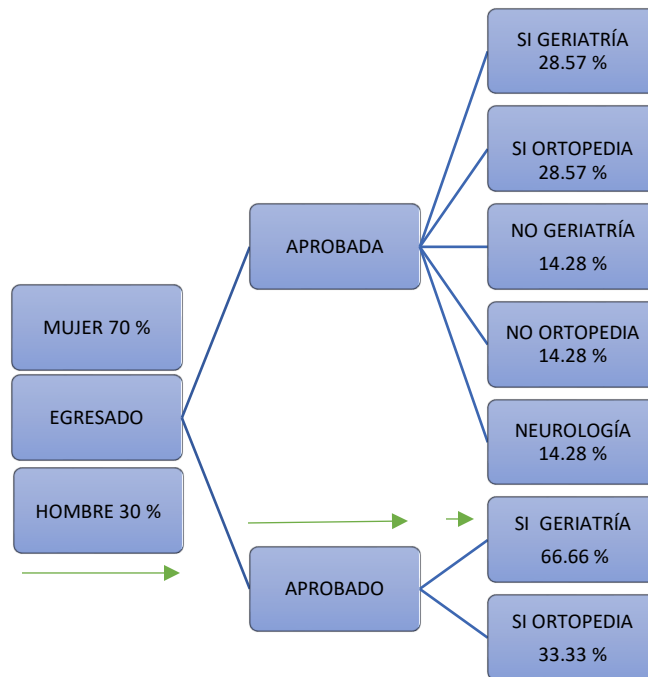 MUJER 70 %
EGRESADO
HOMBRE 30 %
APROBADA
APROBADO
SI GERIATRÍA
28.57 %
SI ORTOPEDIA
28.57 %
NO GERIATRÍA
14.28 %
NO ORTOPEDIA
14.28 %
NEUROLOGÍA
14.28 %
SI GERIATRÍA
66.66 %
SI ORTOPEDIA
33.33 %